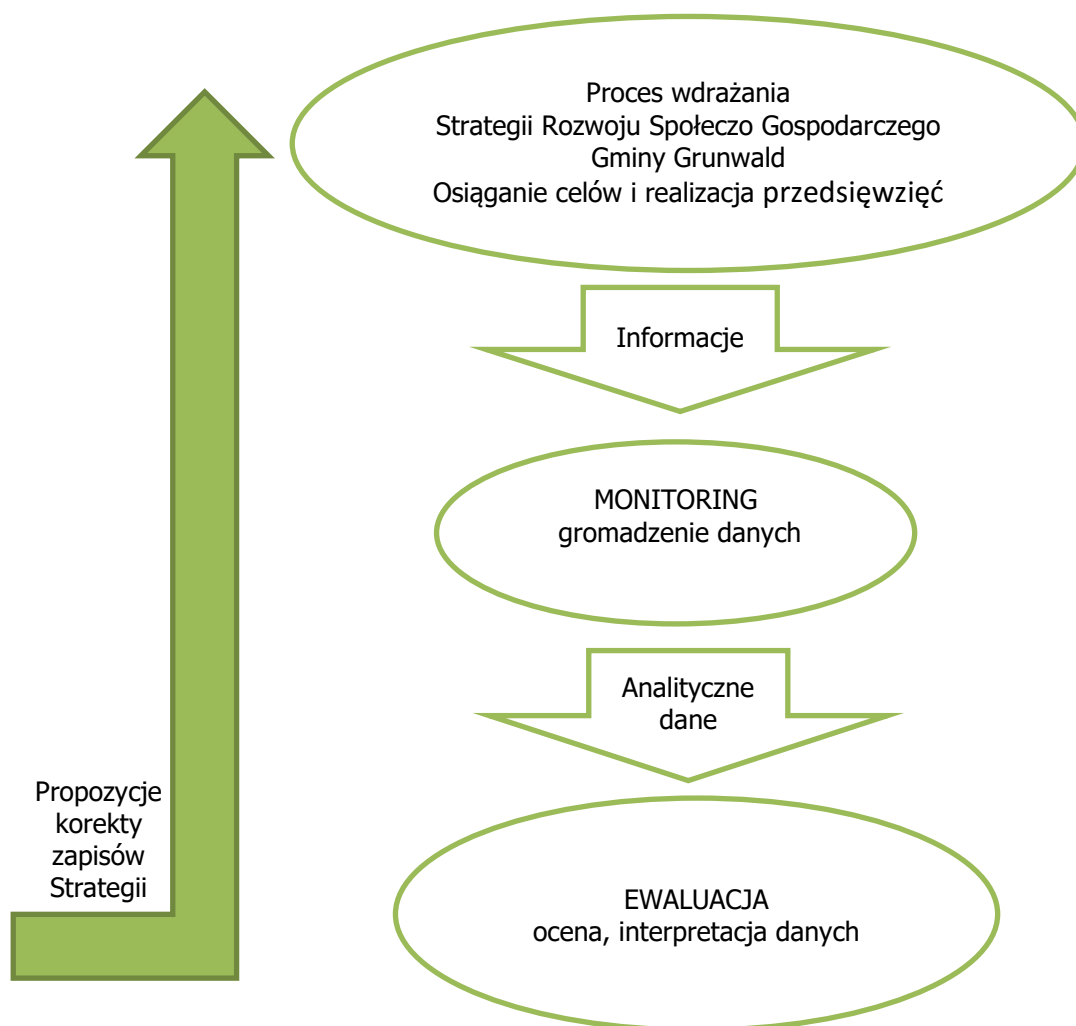 Proces wdrażania
Strategii Rozwoju Społeczo Gospodarczego
Gminy Grunwald
Osiąganie celów i realizacja przedsięwzięć
Informacje
MONITORING
gromadzenie danych
Analityczne
dane
Propozycje
korekty
zapisów
Strategii
EWALUACJA
ocena, interpretacja danych